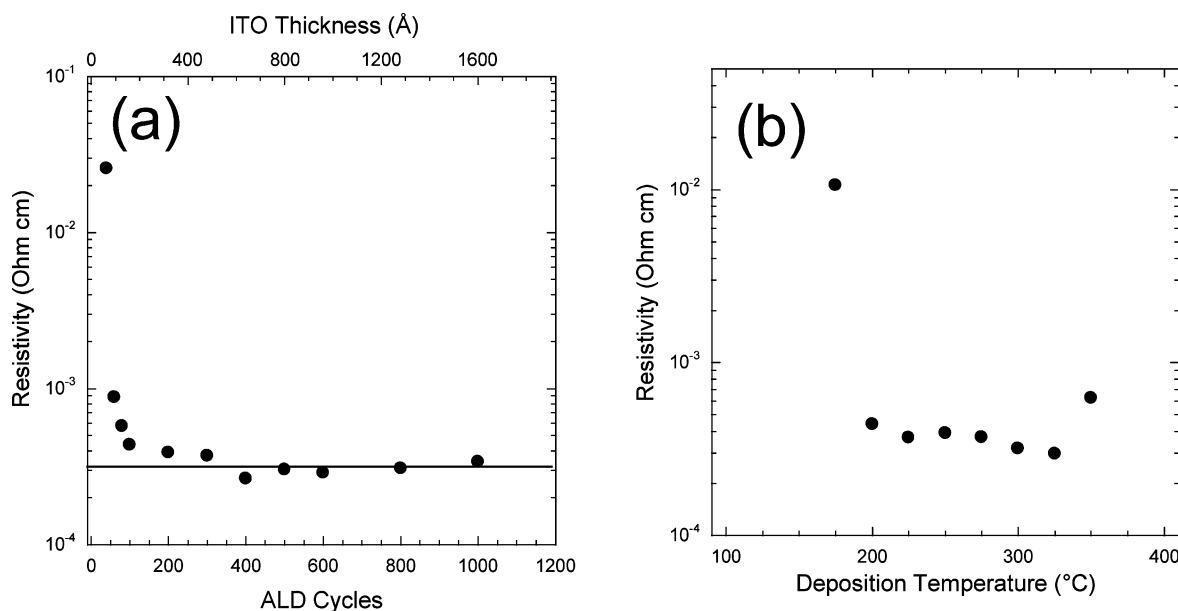 ITO Thickness (Å)
0 400 800 1200 1600
10-1
10-2
10-3
10-4
(a)
Resistivity (Ohm cm)
0 200 400 600 800 1000 1200
ALD Cycles
(b)
10-2
10-3
10-4
Resistivity (Ohm cm)
100 200 300 400
Deposition Temperature (°C)